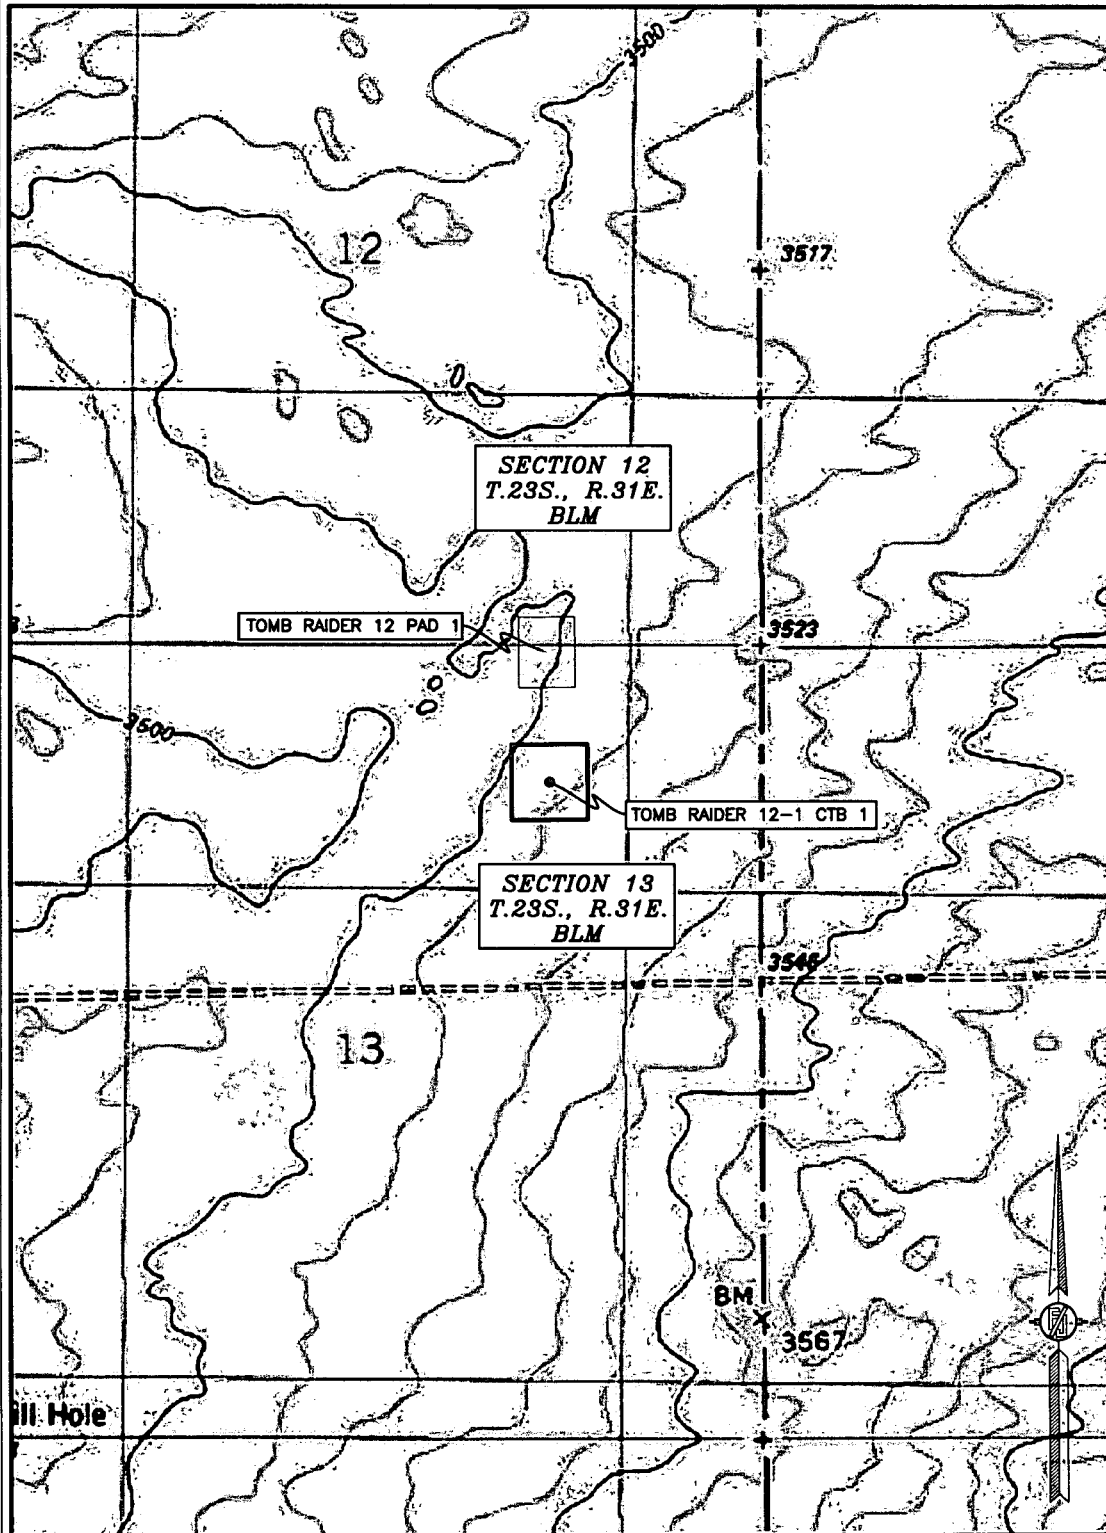 3500
12
3517
SECTION 12
T.23S., R.31E.
BLM
TOMB RAIDER 12 PAD 1
3523
3500
TOMB RAIDER 12-1 CTB 1
SECTION 13
T.23S., R.31E.
BLM
3546
13
BM
3567
ill Hole